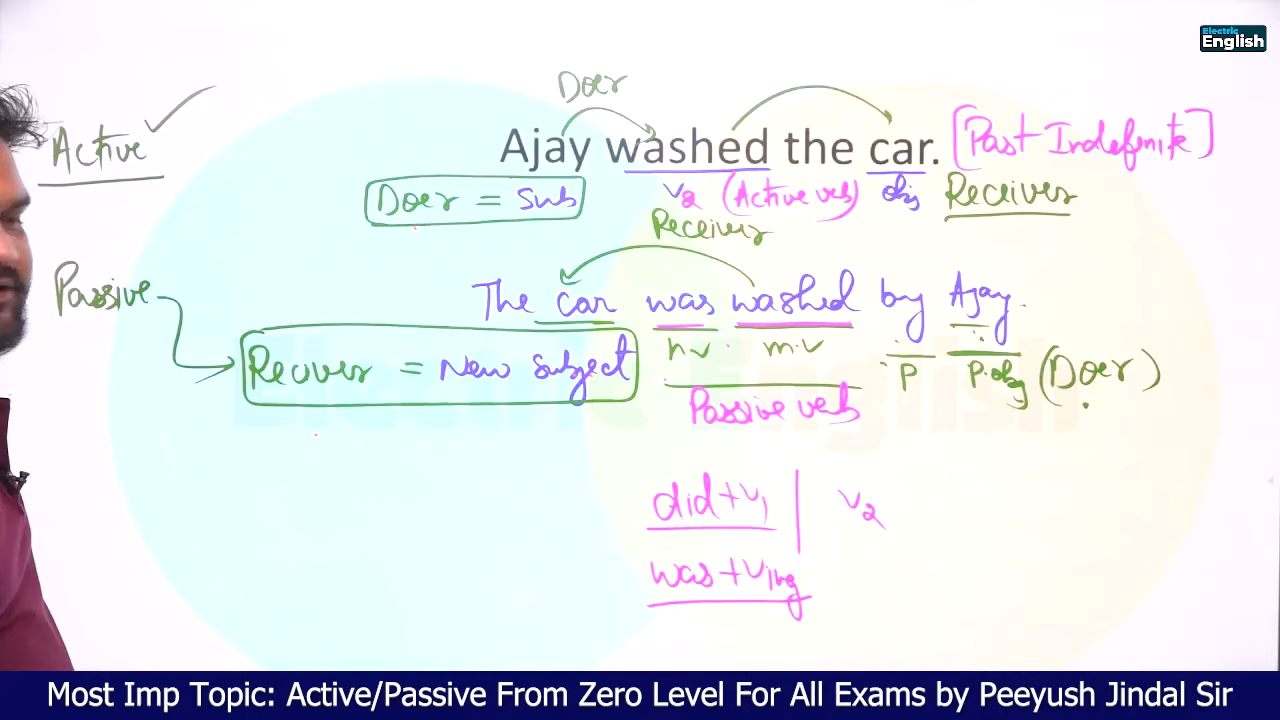 Electric
English
Doer
Active
Ajay washed the car. [Past Indefinite]
Doer = Sub
V2 (Active verb) obj Receiver
Receiver
Passive
The car was washed by Ajay.
Receiver = New Subject
hv m.v P P.obj (Doer)
Passive verb
did+V1 | V2
was+Ving
Most Imp Topic: Active/Passive From Zero Level For All Exams by Peeyush Jindal Sir